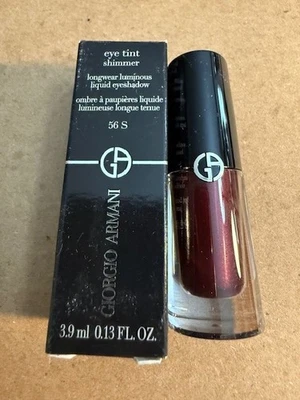 eye tint
shimmer
longwear luminous
liquid eyeshadow
ombre à paupières liquide
lumineuse longue tenue
56 S
GIORGIO ARMANI
3.9 ml 0.13 FL. OZ.